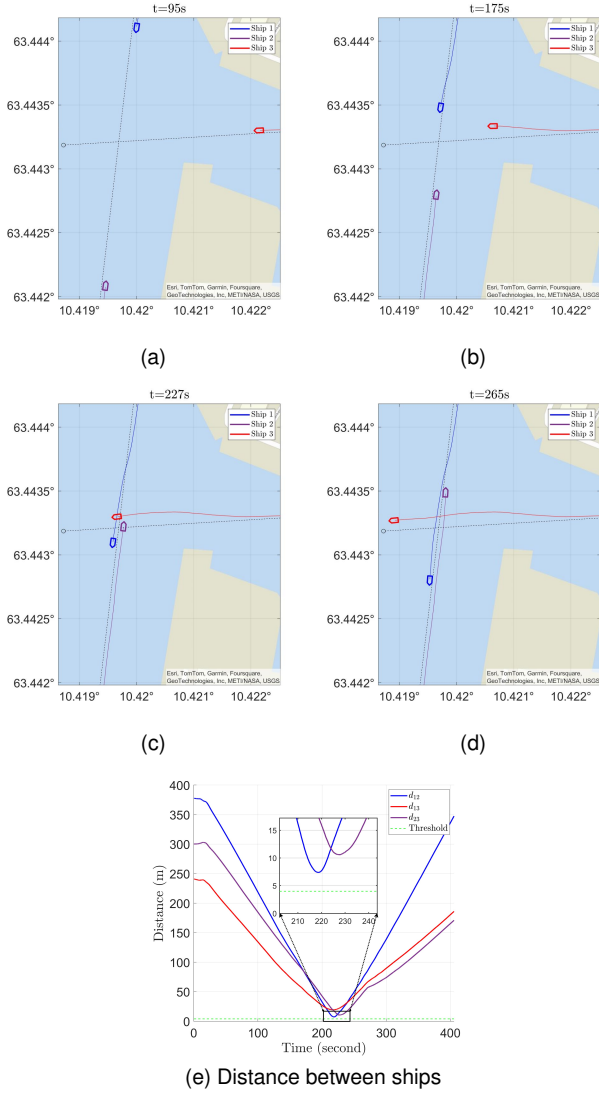 t=95s
t=175s
63.444°
63.4435°
63.443°
63.4425°
63.442°
Ship 1
Ship 2
Ship 3
Esri, TomTom, Garmin, Foursquare,
GeoTechnologies, Inc, METI/NASA, USGS
10.419° 10.42° 10.421° 10.422°
63.444°
63.4435°
63.443°
63.4425°
63.442°
Ship 1
Ship 2
Ship 3
Esri, TomTom, Garmin, Foursquare,
GeoTechnologies, Inc, METI/NASA, USGS
10.419° 10.42° 10.421° 10.422°
(a)
(b)
t=227s
t=265s
63.444°
63.4435°
63.443°
63.4425°
63.442°
Ship 1
Ship 2
Ship 3
Esri, TomTom, Garmin, Foursquare,
GeoTechnologies, Inc, METI/NASA, USGS
10.419° 10.42° 10.421° 10.422°
63.444°
63.4435°
63.443°
63.4425°
63.442°
Ship 1
Ship 2
Ship 3
Esri, TomTom, Garmin, Foursquare,
GeoTechnologies, Inc, METI/NASA, USGS
10.419° 10.42° 10.421° 10.422°
(c)
(d)
Distance (m)
400
350
300
250
200
150
100
50
0
d₁₂
d₁₃
d₂₃
Threshold
15
10
5
0
210 220 230 240
0 100 200 300 400
Time (second)
(e) Distance between ships